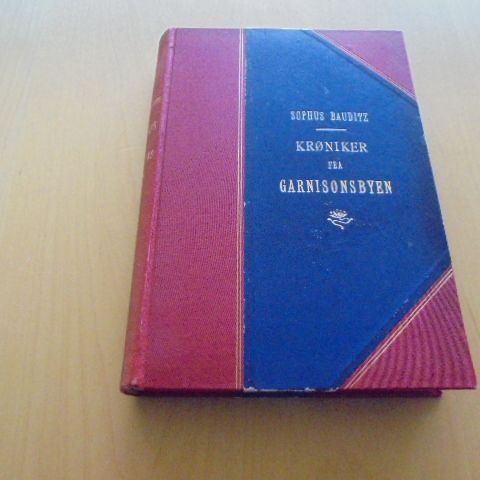 SOPHUS BAUDITZ
KRØNIKER
FRA
GARNISONSBYEN